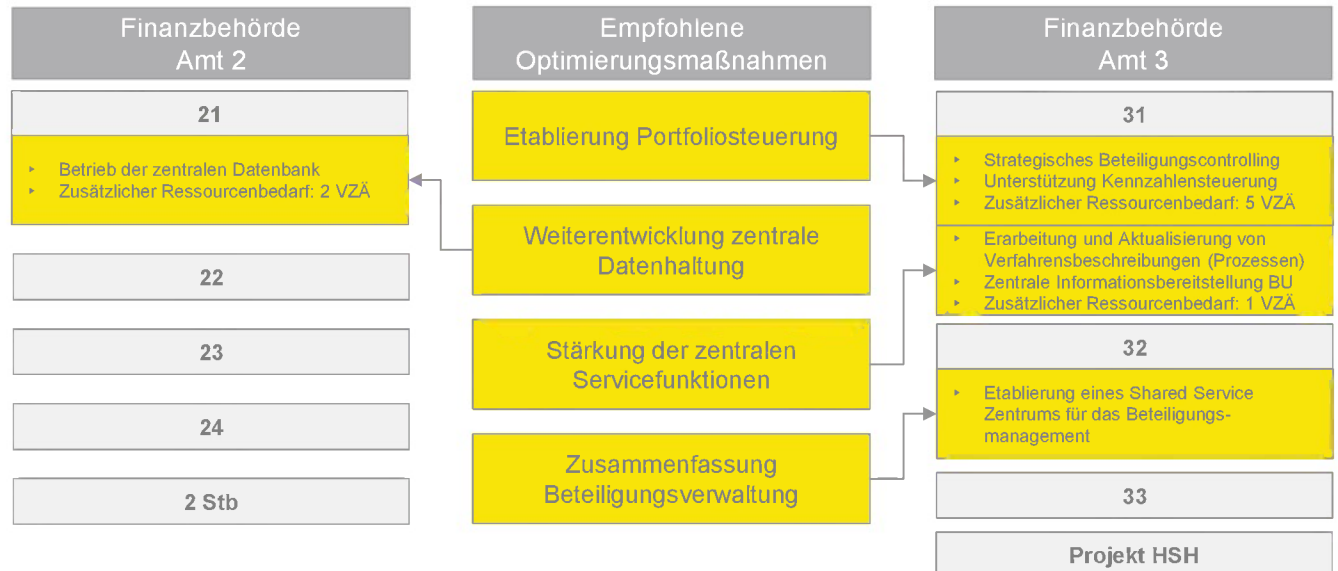 Finanzbehörde
Amt 2
21
‣ Betrieb der zentralen Datenbank
‣ Zusätzlicher Ressourcenbedarf: 2 VZÄ
22
23
24
2 Stb
Empfohlene
Optimierungsmaßnahmen
Etablierung Portfoliosteuerung
Weiterentwicklung zentrale
Datenhaltung
Stärkung der zentralen
Servicefunktionen
Zusammenfassung
Beteiligungsverwaltung
Finanzbehörde
Amt 3
31
‣ Strategisches Beteiligungscontrolling
‣ Unterstützung Kennzahlensteuerung
‣ Zusätzlicher Ressourcenbedarf: 5 VZÄ
‣ Erarbeitung und Aktualisierung von
Verfahrensbeschreibungen (Prozessen)
‣ Zentrale Informationsbereitstellung BU
‣ Zusätzlicher Ressourcenbedarf: 1 VZÄ
32
‣ Etablierung eines Shared Service
Zentrums für das Beteiligungs-
management
33
Projekt HSH